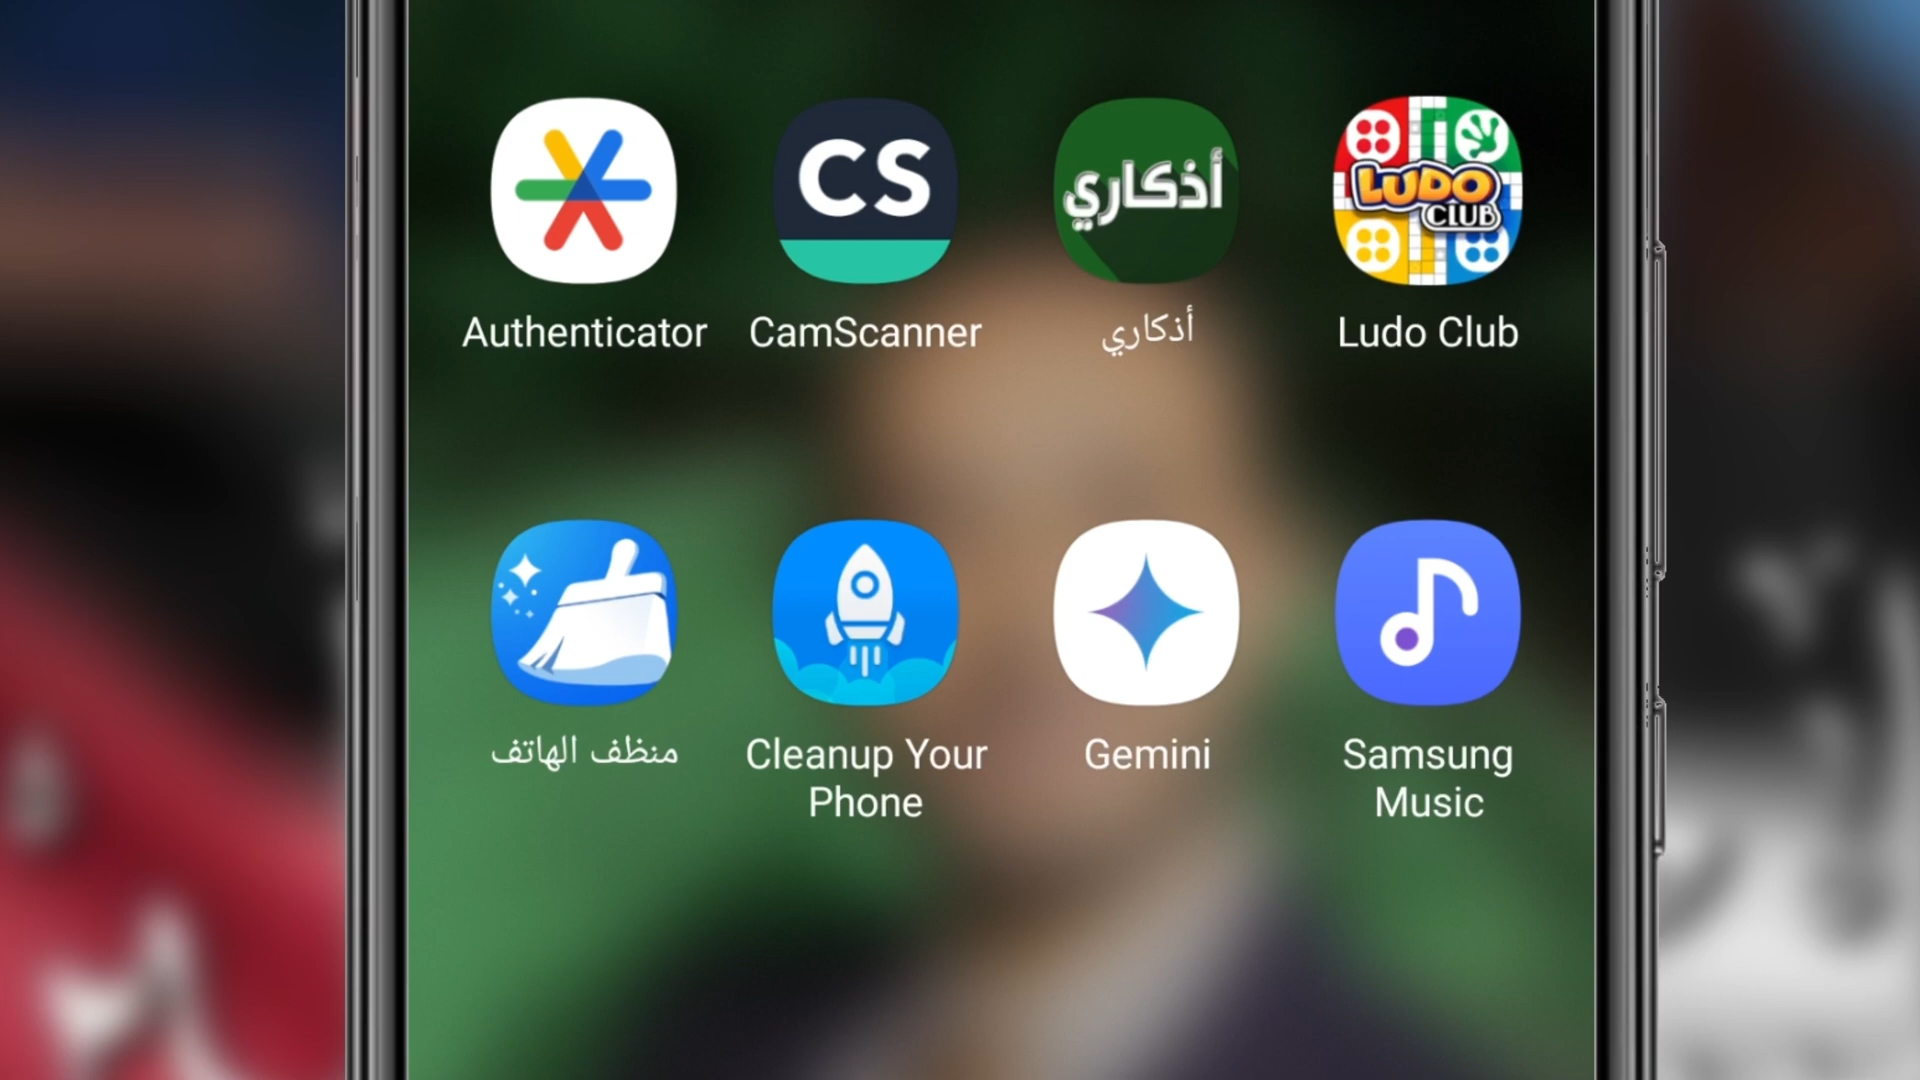 CS
أذكاري
LUDO
CLUB
Authenticator
CamScanner
أذكاري
Ludo Club
منظف الهاتف
Cleanup Your
Phone
Gemini
Samsung
Music